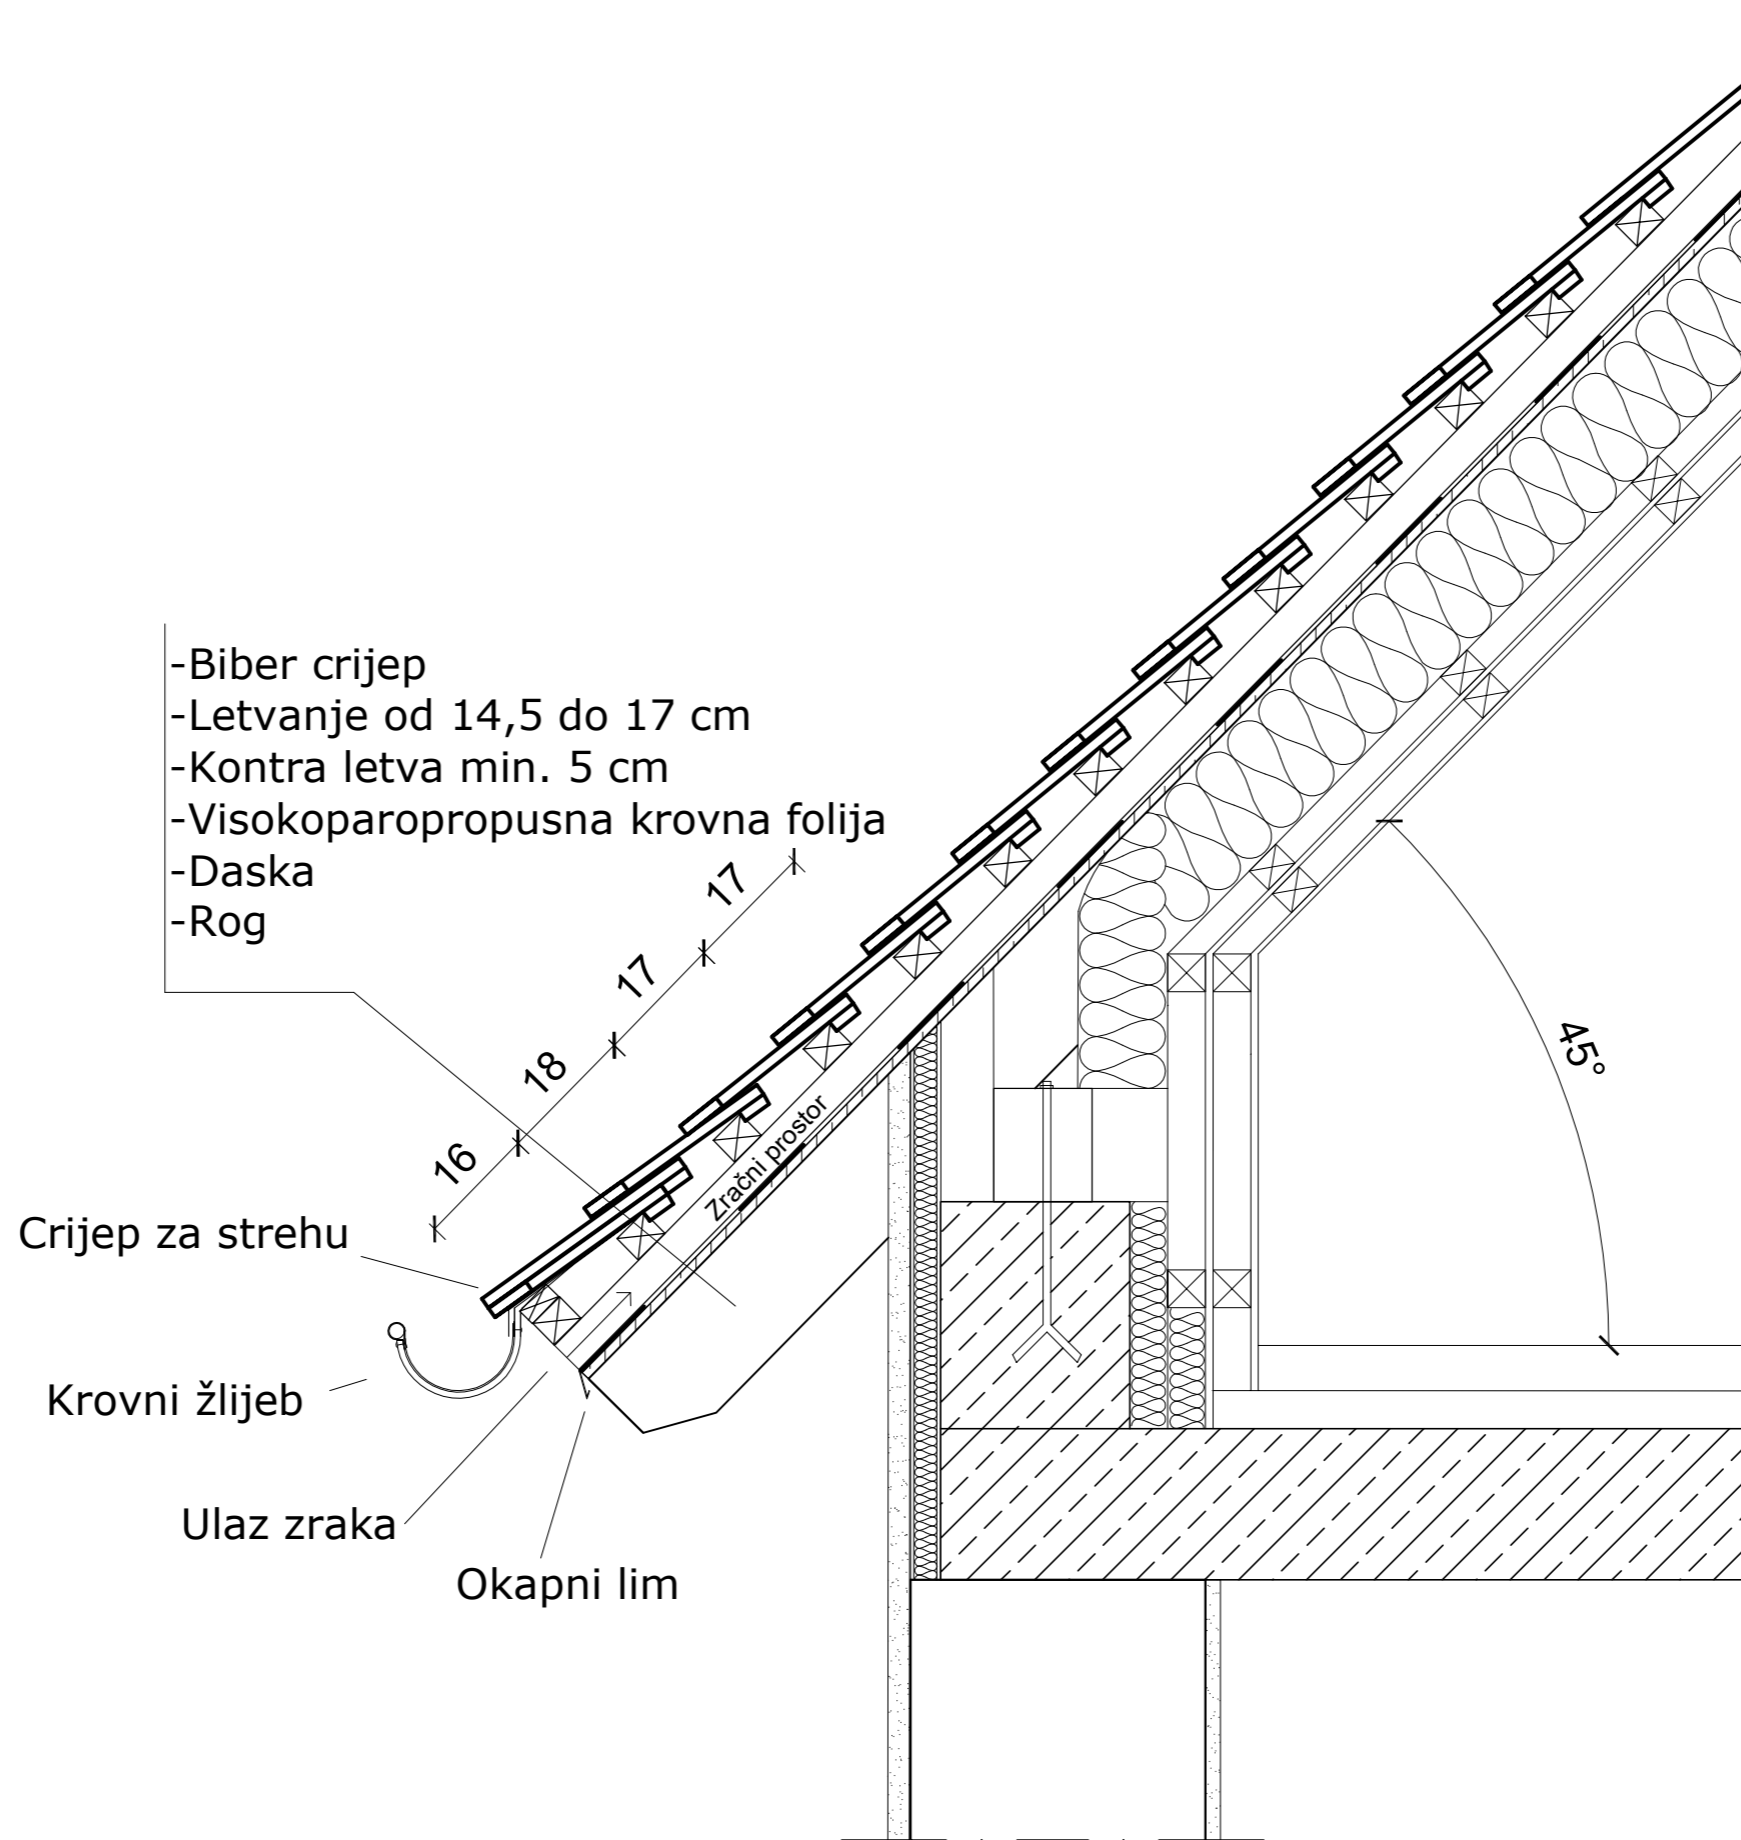 -Biber crijep
-Letvanje od 14,5 do 17 cm
-Kontra letva min. 5 cm
-Visokoparopropusna krovna folija
-Daska
-Rog
17
17
18
16
45°
Zračni prostor
Crijep za strehu
Krovni žlijeb
Ulaz zraka
Okapni lim